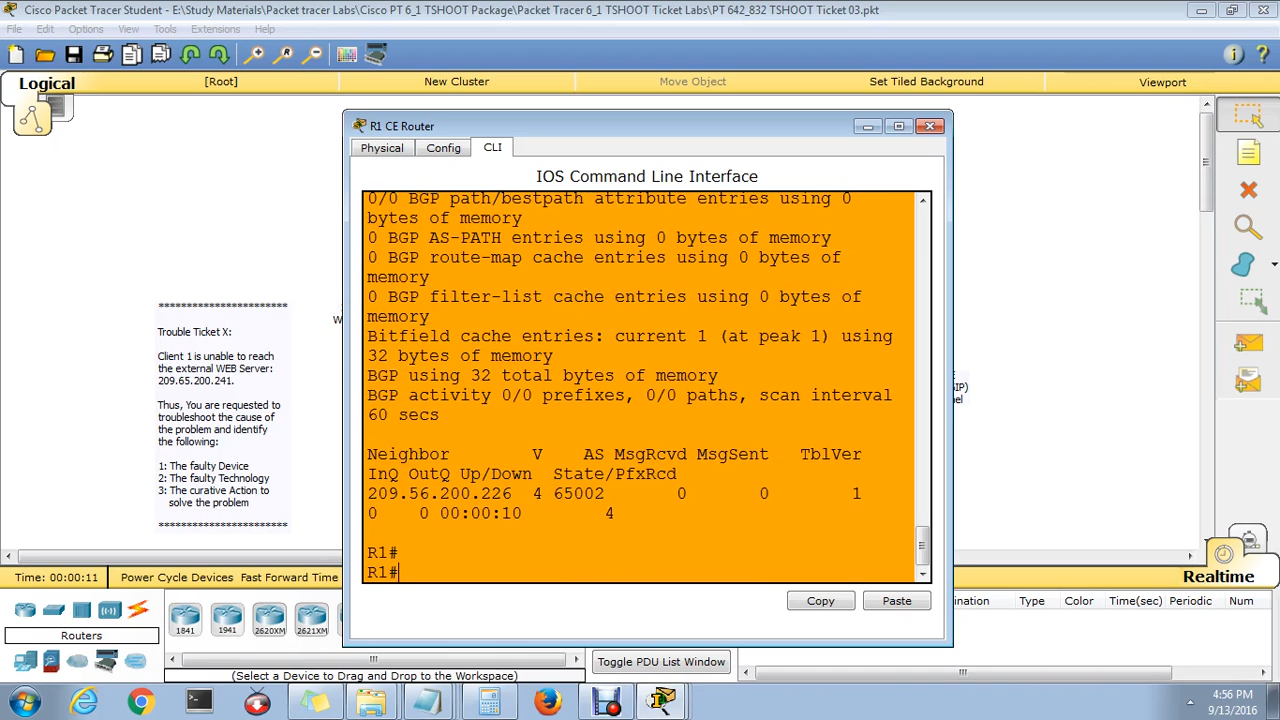 Cisco Packet Tracer Student - E:\Study Materials\Packet tracer Labs\Cisco PT 6_1 TSHOOT Package\Packet Tracer 6_1 TSHOOT Ticket Labs\PT 642_832 TSHOOT Ticket 03.pkt
File Edit Options View Tools Extensions Help
Logical [Root] New Cluster Move Object Set Tiled Background Viewport
R1 CE Router
Physical Config CLI
IOS Command Line Interface
0/0 BGP path/bestpath attribute entries using 0
bytes of memory
0 BGP AS-PATH entries using 0 bytes of memory
0 BGP route-map cache entries using 0 bytes of
memory
0 BGP filter-list cache entries using 0 bytes of
memory
Bitfield cache entries: current 1 (at peak 1) using
32 bytes of memory
BGP using 32 total bytes of memory
BGP activity 0/0 prefixes, 0/0 paths, scan interval
60 secs
Neighbor V AS MsgRcvd MsgSent TblVer
InQ OutQ Up/Down State/PfxRcd
209.56.200.226 4 65002 0 0 1
0 0 00:00:10 4
R1#
R1#
Copy Paste
************************
Trouble Ticket X:
Client 1 is unable to reach
the external WEB Server:
209.65.200.241.
Thus, You are requested to
troubleshoot the cause of
the problem and identify
the following:
1: The faulty Device
2: The faulty Technology
3: The curative Action to
solve the problem
************************
Time: 00:00:11 Power Cycle Devices Fast Forward Time
Realtime
Routers
1841 1941 2620XM 2621XM
(Select a Device to Drag and Drop to the Workspace)
Toggle PDU List Window
Type Color Time(sec) Periodic Num
4:56 PM
9/13/2016